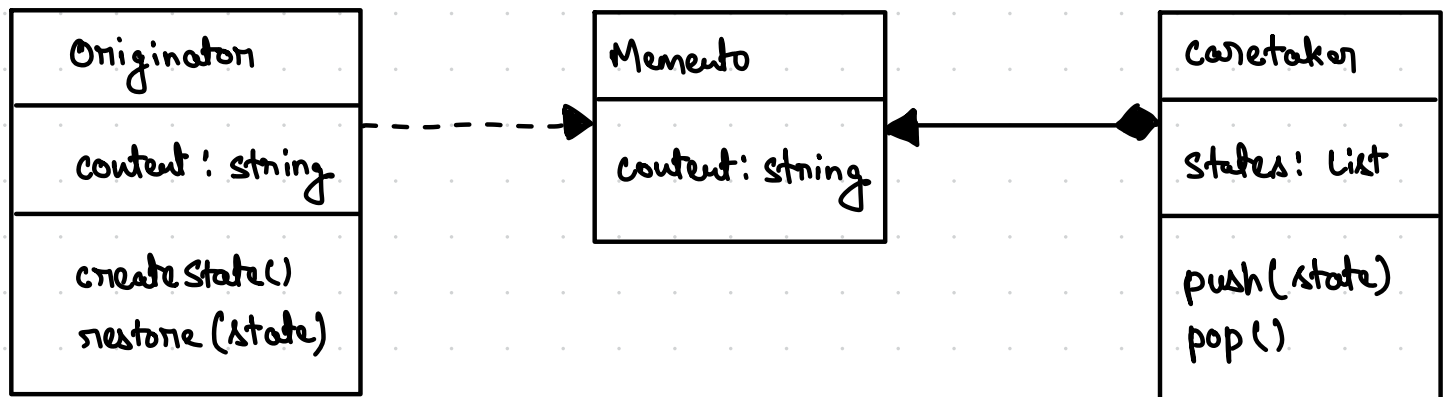 Originator
content: string
createState()
restore(state)
Memento
content: string
caretaker
states: List
push(state)
pop()